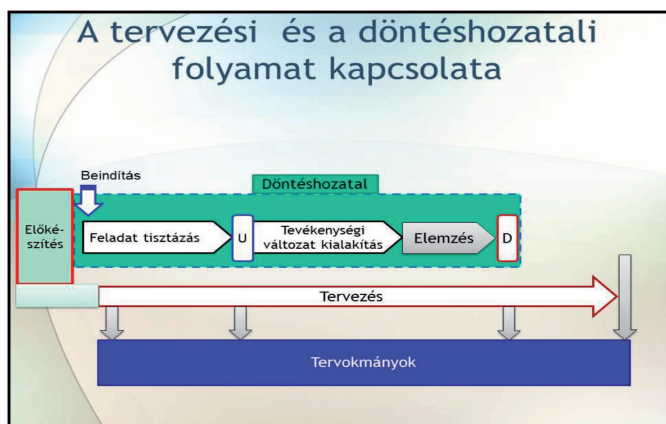 A tervezési és a döntéshozatali
folyamat kapcsolata
Beindítás
Döntéshozatal
Előké-
szítés
Feladat tisztázás
U
Tevékenységi
változat kialakítás
Elemzés
D
Tervezés
Tervokmányok